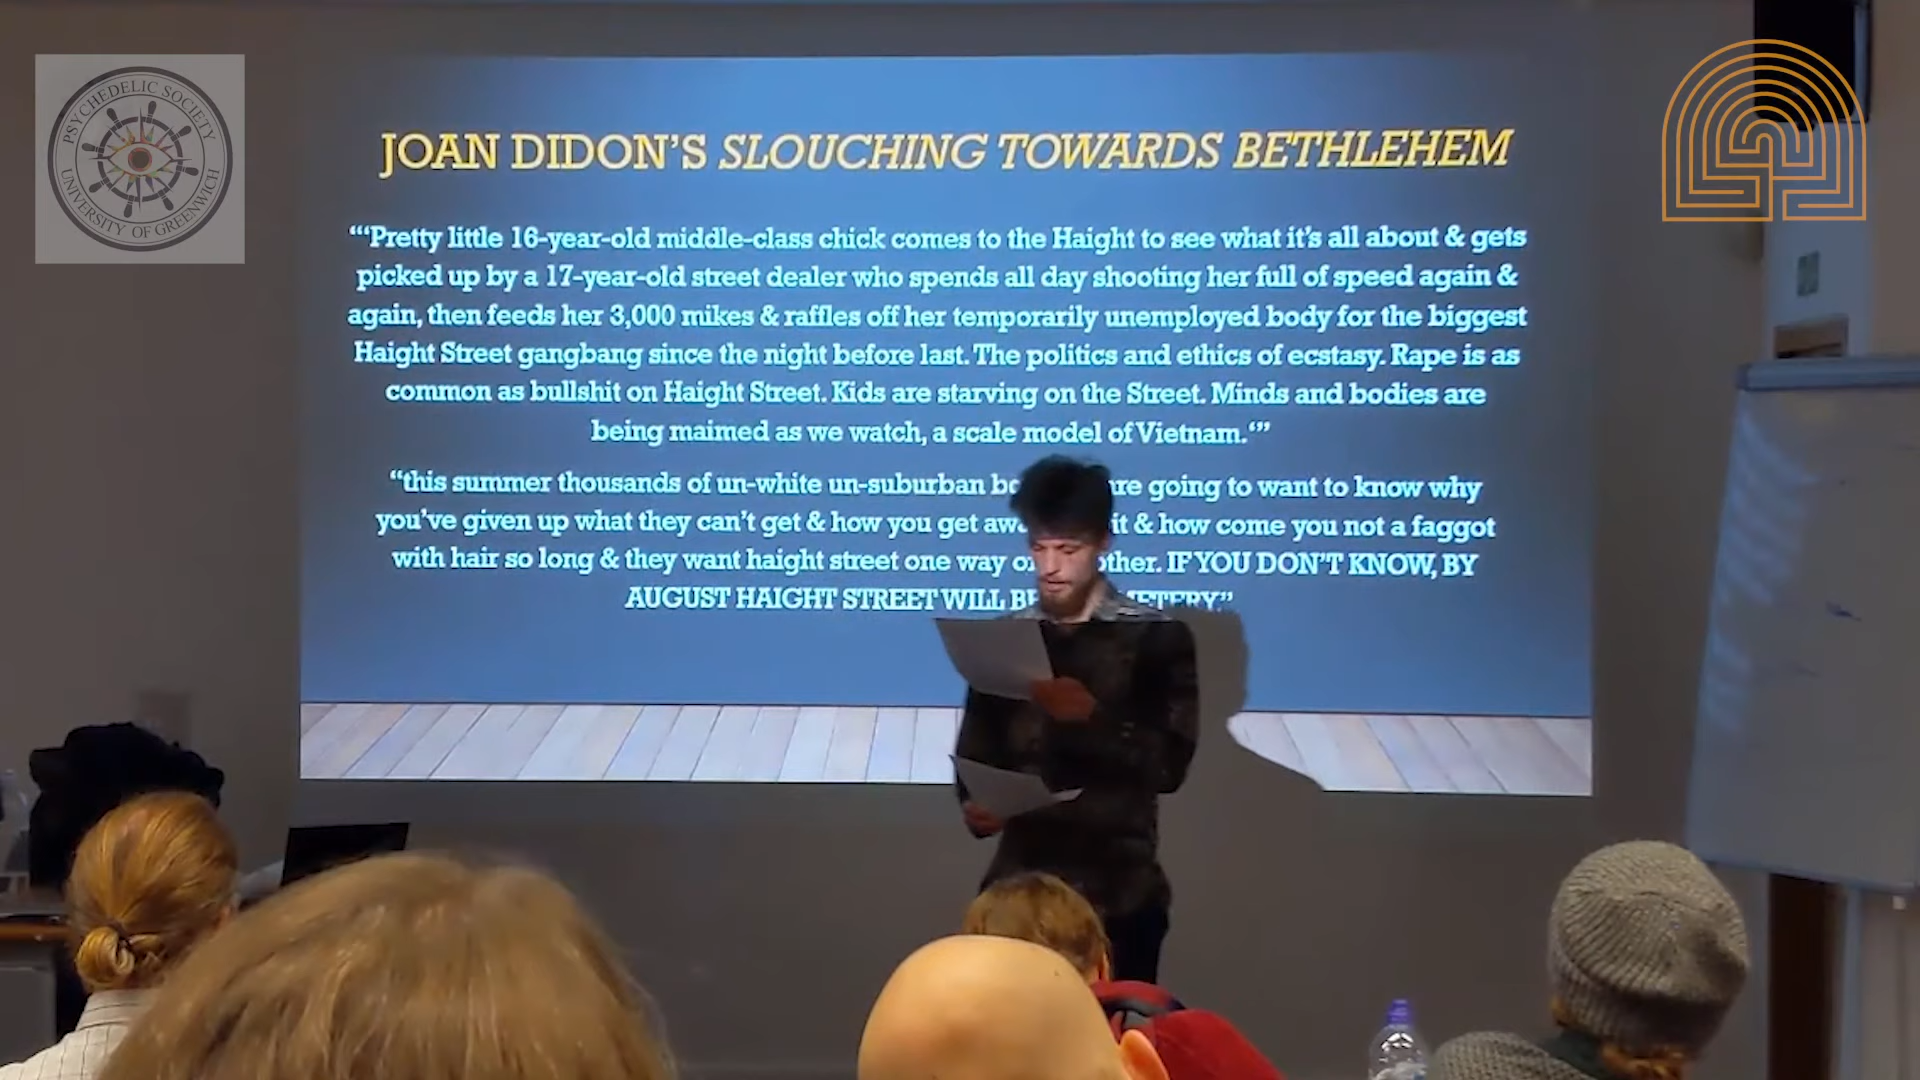 PSYCHEDELIC SOCIETY
UNIVERSITY OF GREENWICH
JOAN DIDON'S SLOUCHING TOWARDS BETHLEHEM
"'Pretty little 16-year-old middle-class chick comes to the Haight to see what it's all about & gets
picked up by a 17-year-old street dealer who spends all day shooting her full of speed again &
again, then feeds her 3,000 mikes & raffles off her temporarily unemployed body for the biggest
Haight Street gangbang since the night before last. The politics and ethics of ecstasy. Rape is as
common as bullshit on Haight Street. Kids are starving on the Street. Minds and bodies are
being maimed as we watch, a scale model of Vietnam.'"
"this summer thousands of un-white un-suburban are going to want to know why
you've given up what they can't get & how you get it & how come you not a faggot
with hair so long & they want haight street one way IF YOU DON'T KNOW, BY
AUGUST HAIGHT STREET WILL